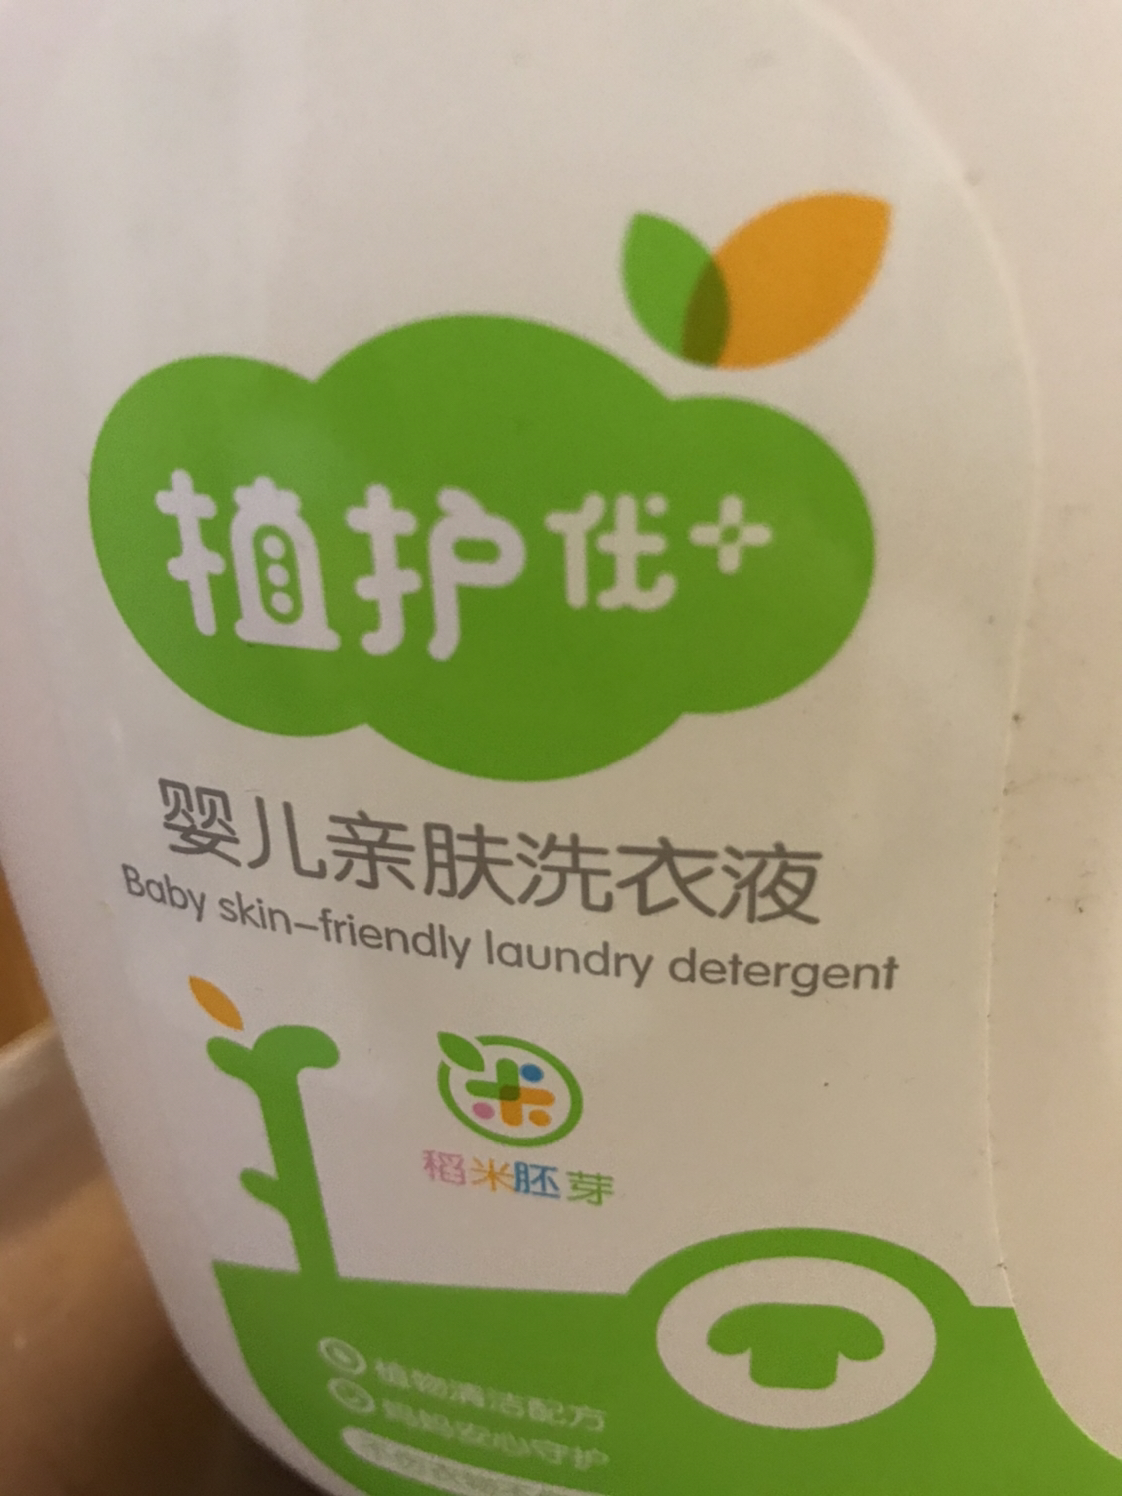 植护优+
婴儿亲肤洗衣液
Baby skin-friendly laundry detergent
稻米胚芽
植物清洁配方
妈妈安心守护